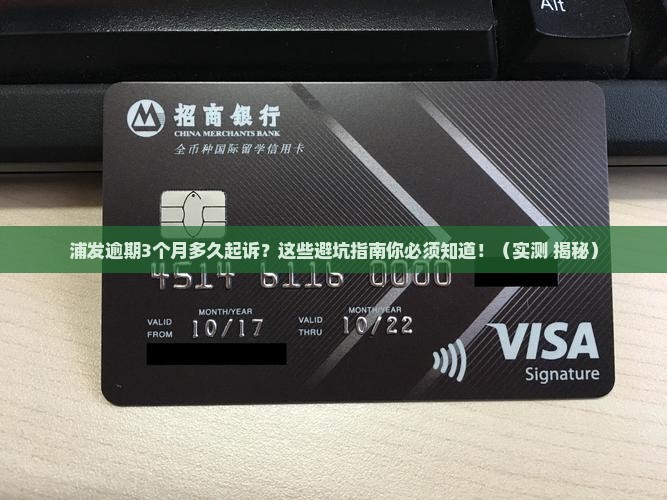 Alt
招商銀行
CHINA MERCHANTS BANK
全币种国际留学信用卡
浦发逾期3个月多久起诉？这些避坑指南你必须知道！（实测 揭秘）
4514 6116 0000
MONTH/YEAR MONTH/YEAR
VALID FROM 10/17 VALID THRU 10/22
VISA
Signature